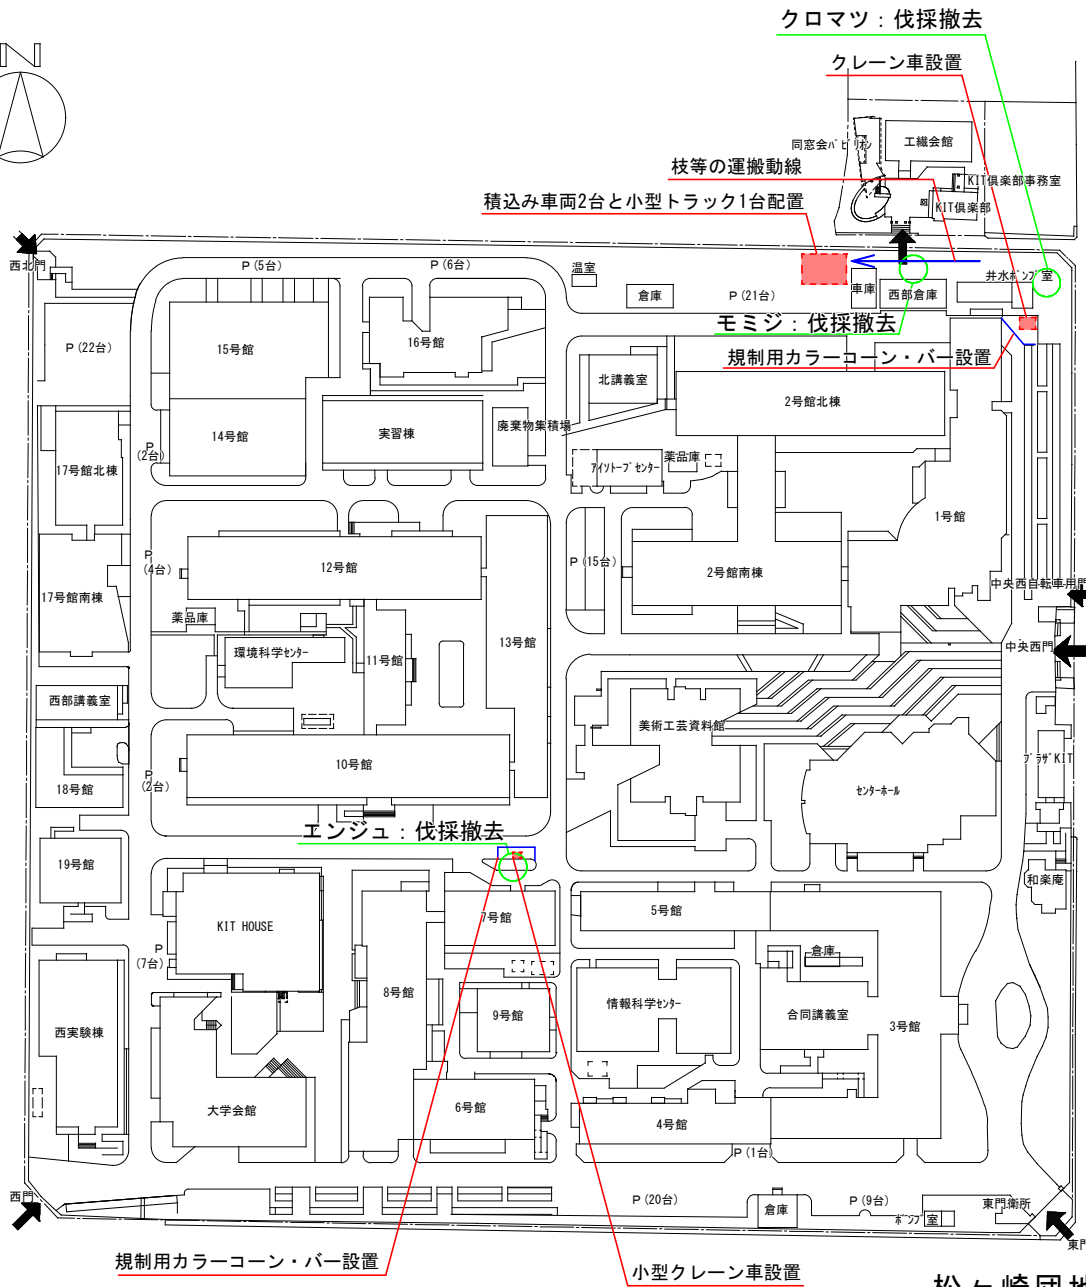 クロマツ：伐採撤去
N
クレーン車設置
同窓会パビリオン
工繊会館
枝等の運搬動線
KIT倶楽部事務室
積込み車両2台と小型トラック1台配置
KIT倶楽部
西北門
P(5台)
P(6台)
温室
井水ポンプ室
倉庫
P(21台)
車庫
西部倉庫
モミジ：伐採撤去
P(22台)
15号館
16号館
規制用カラーコーン・バー設置
北講義室
2号館北棟
14号館
実習棟
廃棄物集積場
P
(2台)
17号館北棟
アイソトープセンター
薬品庫
1号館
P
(4台)
12号館
P(15台)
2号館南棟
中央西自転車用門
17号館南棟
薬品庫
環境科学センター
11号館
13号館
中央西門
西部講義室
美術工芸資料館
プラザKIT
10号館
センターホール
P
(2台)
18号館
エンジュ：伐採撤去
19号館
和楽庵
KIT HOUSE
7号館
5号館
P
(7台)
倉庫
8号館
9号館
情報科学センター
合同講義室
3号館
西実験棟
大学会館
6号館
4号館
P(1台)
西門
P(20台)
倉庫
P(9台)
ポンプ室
東門衛所
東門
規制用カラーコーン・バー設置
小型クレーン車設置
松ヶ崎団地